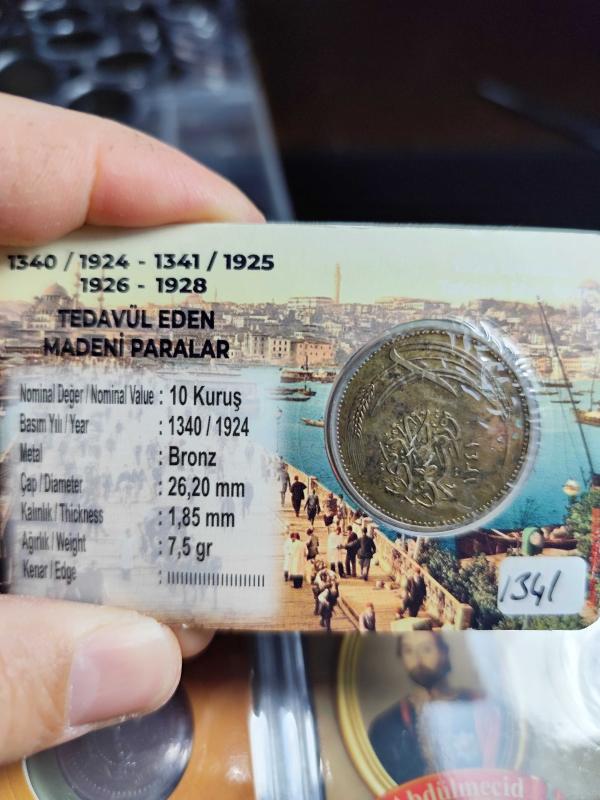 1340 / 1924 - 1341 / 1925
1926 - 1928
TEDAVÜL EDEN
MADENİ PARALAR
Nominal Değer / Nominal Value : 10 Kuruş
Basım Yılı / Year : 1340 / 1924
Metal : Bronz
Çap / Diameter : 26,20 mm
Kalınlık / Thickness : 1,85 mm
Ağırlık / Weight : 7,5 gr
Kenar / Edge :
١٣٤١
1341
Abdülmecid